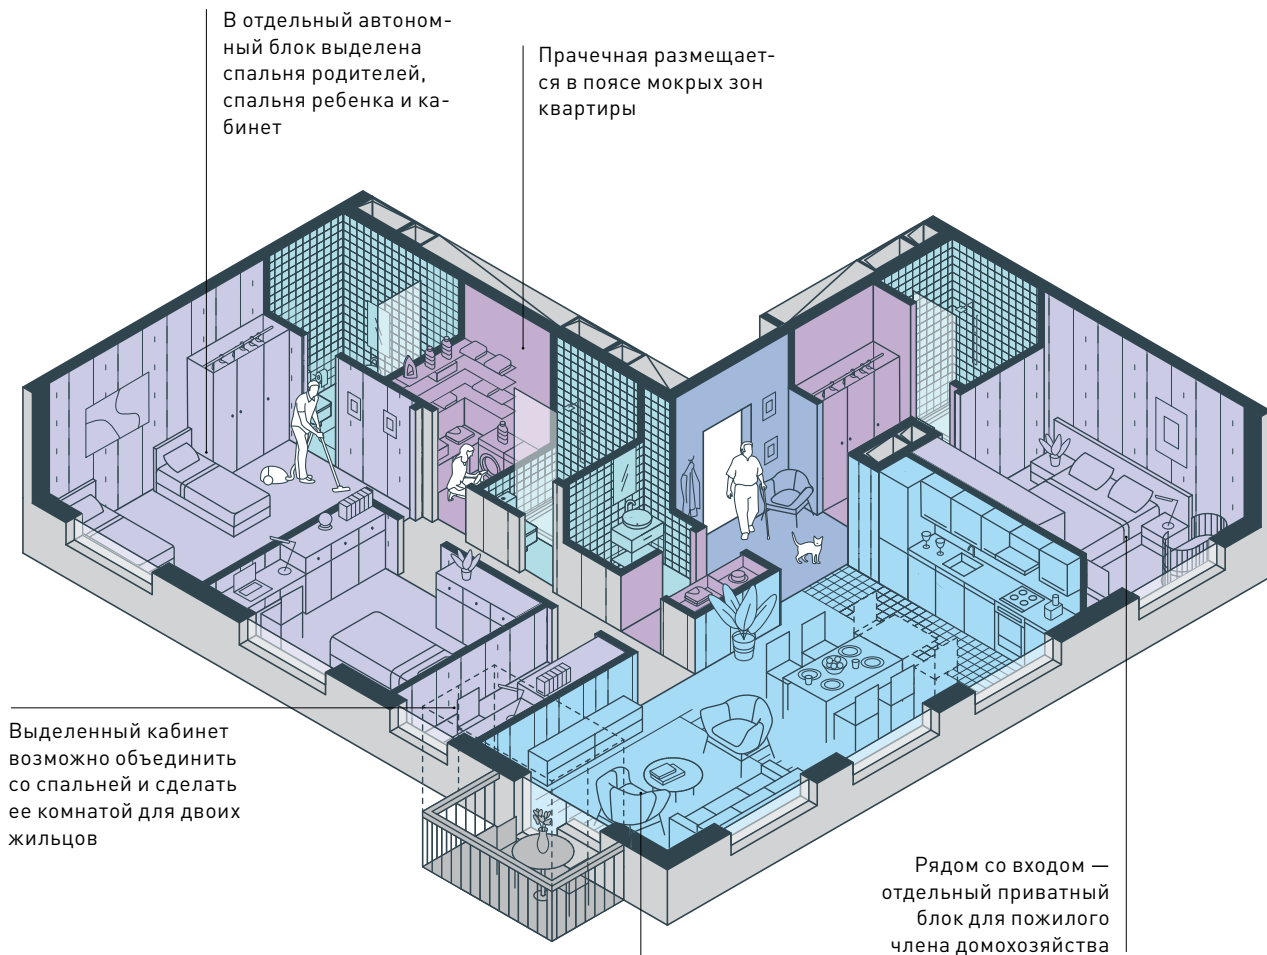 В отдельный автоном-
ный блок выделена
спальня родителей,
спальня ребенка и ка-
бинет
Прачечная размещает-
ся в поясе мокрых зон
квартиры
Выделенный кабинет
возможно объединить
со спальней и сделать
ее комнатой для двоих
жильцов
Рядом со входом —
отдельный приватный
блок для пожилого
члена домохозяйства